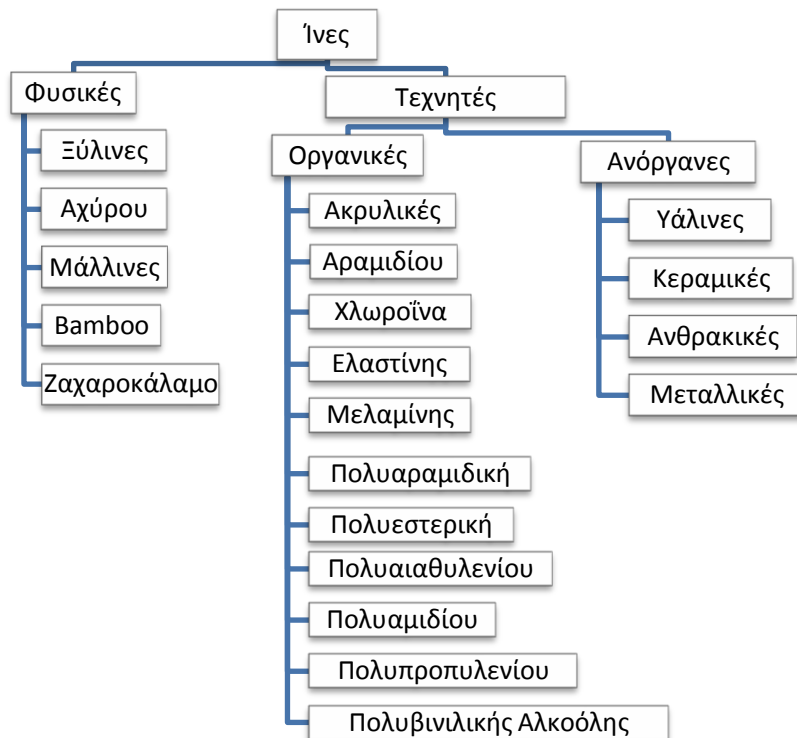 Ίνες
Φυσικές
Ξύλινες
Αχύρου
Μάλλινες
Bamboo
Ζαχαροκάλαμο
Τεχνητές
Οργανικές
Ακρυλικές
Αραμιδίου
Χλωροΐνα
Ελαστίνης
Μελαμίνης
Πολυαραμιδική
Πολυεστερική
Πολυαιαθυλενίου
Πολυαμιδίου
Πολυπροπυλενίου
Πολυβινιλικής Αλκοόλης
Ανόργανες
Υάλινες
Κεραμικές
Ανθρακικές
Μεταλλικές